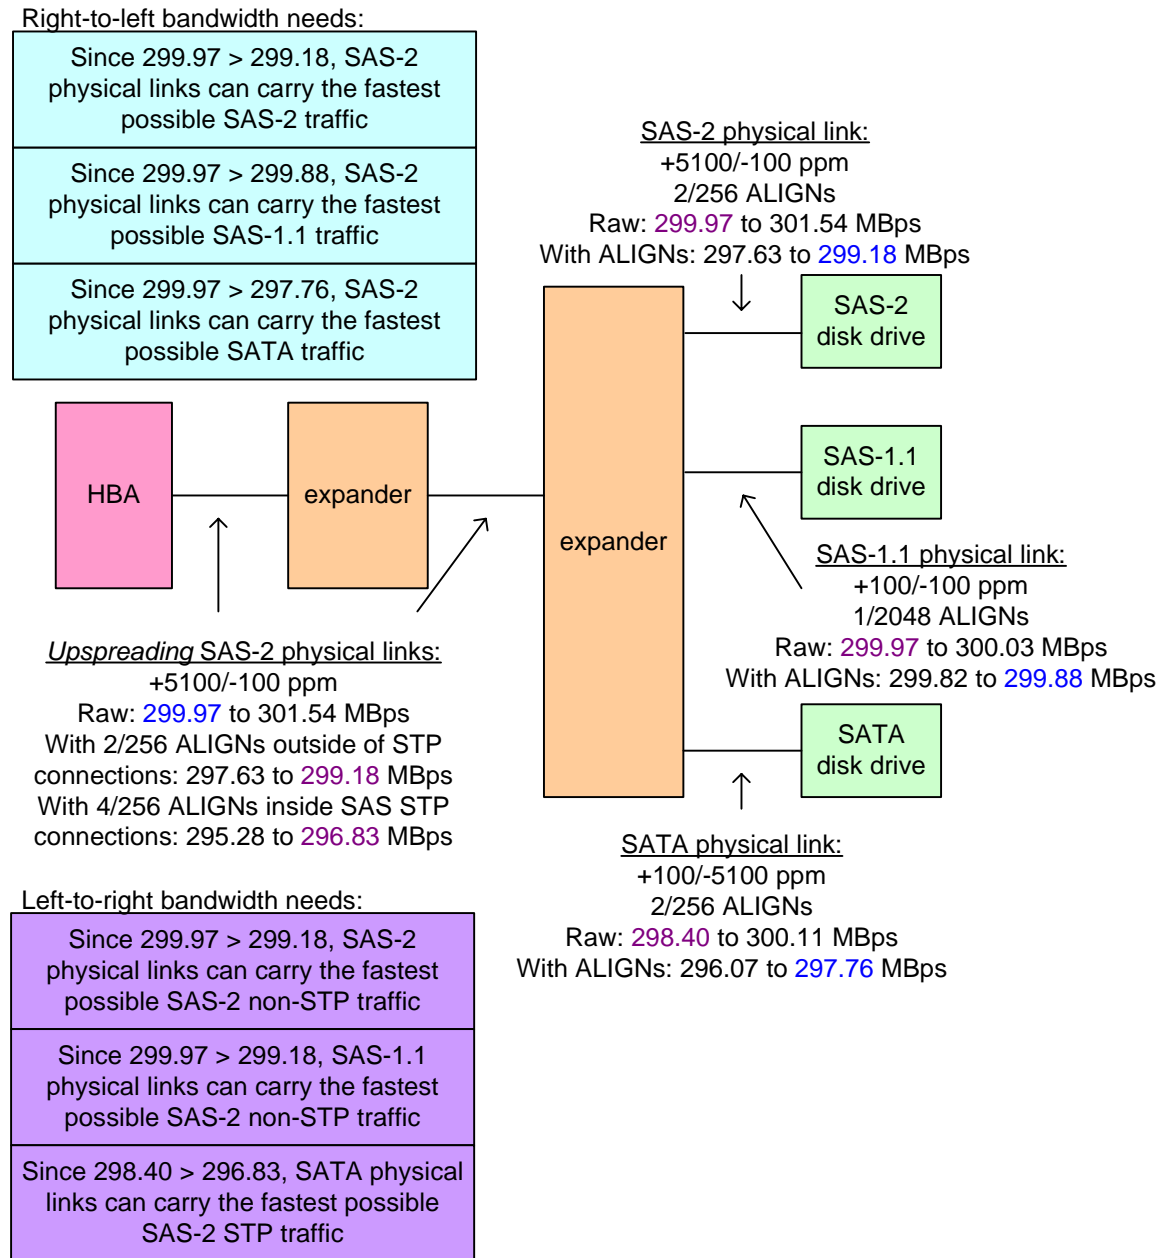 Right-to-left bandwidth needs:
Since 299.97 > 299.18, SAS-2
physical links can carry the fastest
possible SAS-2 traffic
Since 299.97 > 299.88, SAS-2
physical links can carry the fastest
possible SAS-1.1 traffic
Since 299.97 > 297.76, SAS-2
physical links can carry the fastest
possible SATA traffic
SAS-2 physical link:
+5100/-100 ppm
2/256 ALIGNs
Raw: 299.97 to 301.54 MBps
With ALIGNs: 297.63 to 299.18 MBps
SAS-2
disk drive
HBA
expander
expander
SAS-1.1
disk drive
SAS-1.1 physical link:
+100/-100 ppm
1/2048 ALIGNs
Raw: 299.97 to 300.03 MBps
With ALIGNs: 299.82 to 299.88 MBps
Upspreading SAS-2 physical links:
+5100/-100 ppm
Raw: 299.97 to 301.54 MBps
With 2/256 ALIGNs outside of STP
connections: 297.63 to 299.18 MBps
With 4/256 ALIGNs inside SAS STP
connections: 295.28 to 296.83 MBps
SATA
disk drive
SATA physical link:
+100/-5100 ppm
2/256 ALIGNs
Raw: 298.40 to 300.11 MBps
With ALIGNs: 296.07 to 297.76 MBps
Left-to-right bandwidth needs:
Since 299.97 > 299.18, SAS-2
physical links can carry the fastest
possible SAS-2 non-STP traffic
Since 299.97 > 299.18, SAS-1.1
physical links can carry the fastest
possible SAS-2 non-STP traffic
Since 298.40 > 296.83, SATA physical
links can carry the fastest possible
SAS-2 STP traffic